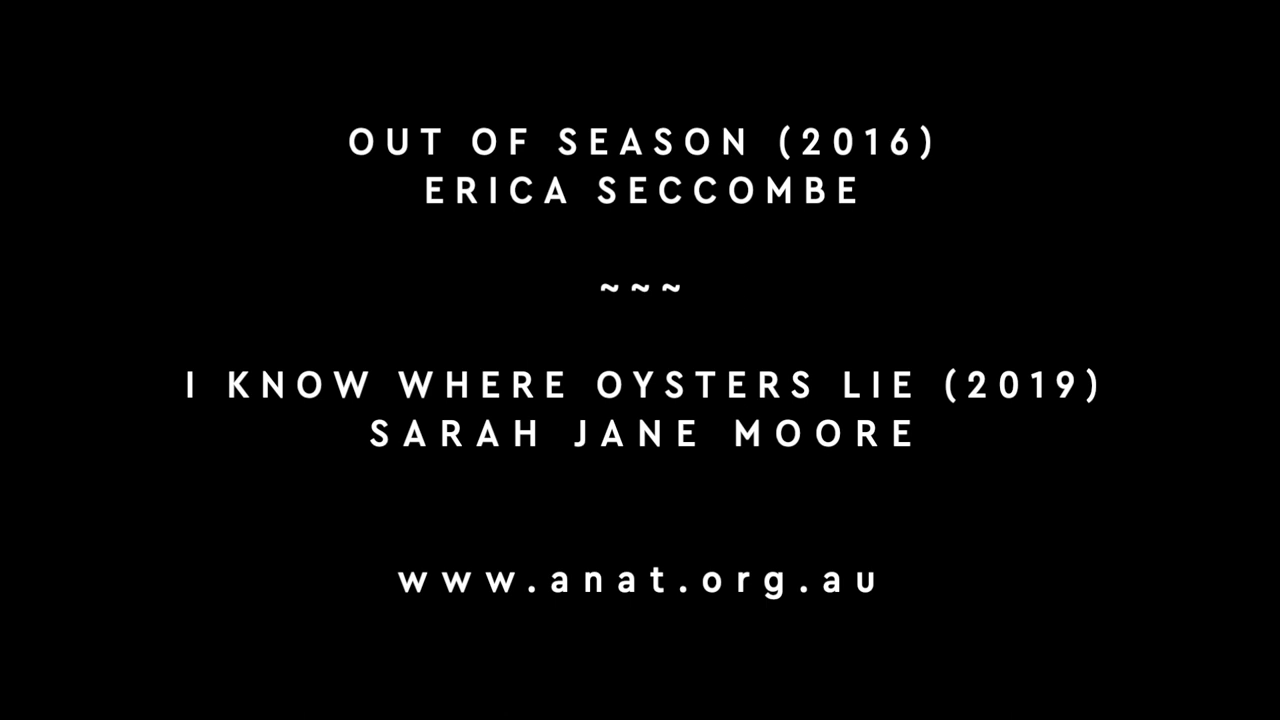 OUT OF SEASON (2016)
ERICA SECCOMBE
~~~
I KNOW WHERE OYSTERS LIE (2019)
SARAH JANE MOORE
www.anat.org.au